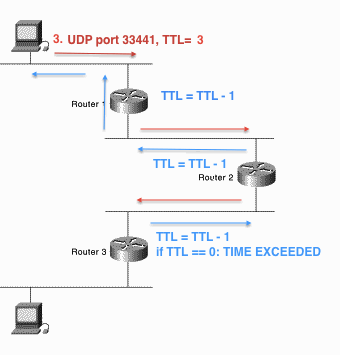 3. UDP port 33441, TTL= 3
Router 1
TTL = TTL - 1
TTL = TTL - 1
Router 2
TTL = TTL - 1
Router 3
if TTL == 0: TIME EXCEEDED